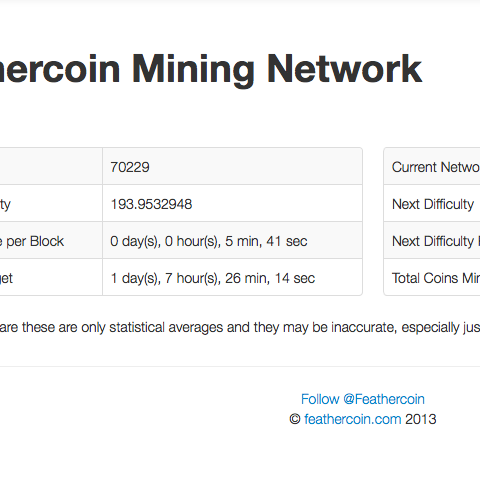 hercoin Mining Network
70229
Current Netwo
ty 193.9532948
Next Difficulty
e per Block 0 day(s), 0 hour(s), 5 min, 41 sec
Next Difficulty
get 1 day(s), 7 hour(s), 26 min, 14 sec
Total Coins Min
are these are only statistical averages and they may be inaccurate, especially jus
Follow @Feathercoin
© feathercoin.com 2013